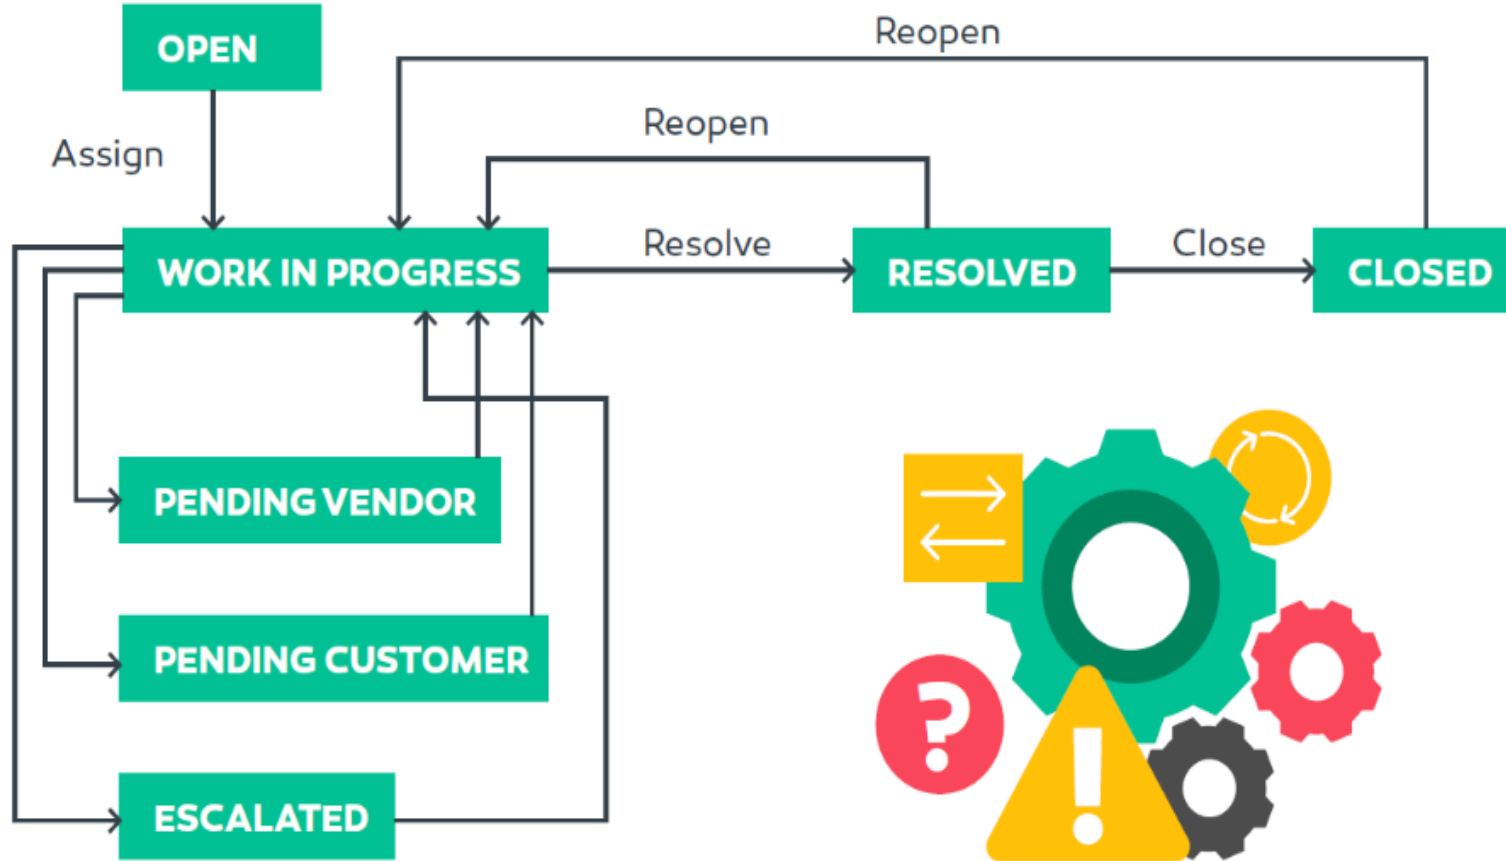 OPEN
Reopen
Reopen
Assign
WORK IN PROGRESS
Resolve
RESOLVED
Close
CLOSED
PENDING VENDOR
PENDING CUSTOMER
ESCALATED
?
!